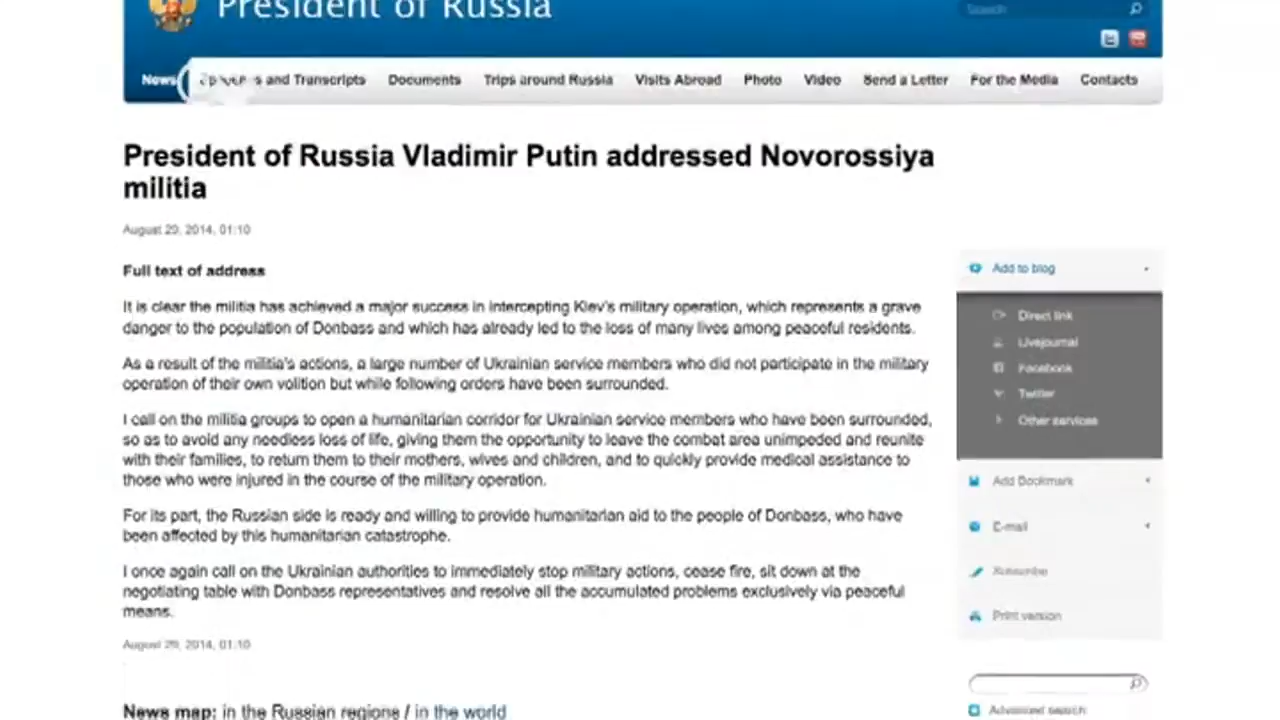 President of Russia
Search
News
and Transcripts
Documents
Trips around Russia
Visits Abroad
Photo
Video
Send a Letter
For the Media
Contacts
President of Russia Vladimir Putin addressed Novorossiya
militia
August 29, 2014, 01:10
Full text of address
It is clear the militia has achieved a major success in intercepting Kiev's military operation, which represents a grave
danger to the population of Donbass and which has already led to the loss of many lives among peaceful residents.
As a result of the militia's actions, a large number of Ukrainian service members who did not participate in the military
operation of their own volition but while following orders have been surrounded.
I call on the militia groups to open a humanitarian corridor for Ukrainian service members who have been surrounded,
so as to avoid any needless loss of life, giving them the opportunity to leave the combat area unimpeded and reunite
with their families, to return them to their mothers, wives and children, and to quickly provide medical assistance to
those who were injured in the course of the military operation.
For its part, the Russian side is ready and willing to provide humanitarian aid to the people of Donbass, who have
been affected by this humanitarian catastrophe.
I once again call on the Ukrainian authorities to immediately stop military actions, cease fire, sit down at the
negotiating table with Donbass representatives and resolve all the accumulated problems exclusively via peaceful
means.
August 29, 2014, 01:10
News map: in the Russian regions / in the world
Add to blog
Direct link
Livejournal
Facebook
Twitter
Other services
Add Bookmark
E-mail
Subscribe
Print version
Advanced search